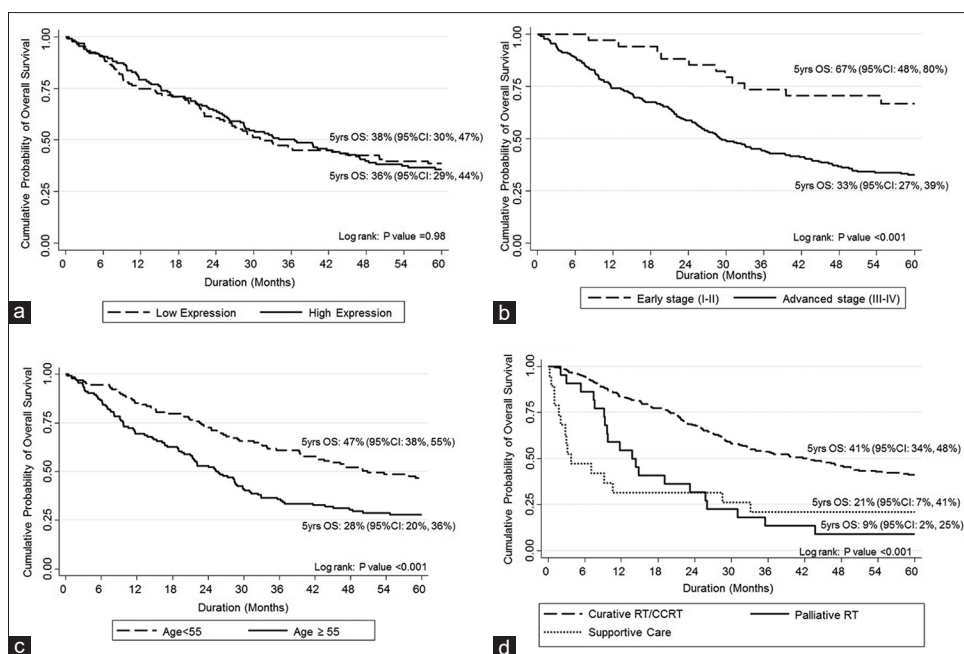 Cumulative Probability of Overall Survival
1.00
0.75
0.50
0.25
0.00
5yrs OS: 38% (95%CI: 30%, 47%)
5yrs OS: 36% (95%CI: 29%, 44%)
Log rank: P value =0.98
0 6 12 18 24 30 36 42 48 54 60
Duration (Months)
Low Expression High Expression
a
Cumulative Probability of Overall Survival
1.00
0.75
0.50
0.25
0.00
5yrs OS: 67% (95%CI: 48%, 80%)
5yrs OS: 33% (95%CI: 27%, 39%)
Log rank: P value <0.001
0 6 12 18 24 30 36 42 48 54 60
Duration (Months)
Early stage (I-II) Advanced stage (III-IV)
b
Cumulative Probability of Overall Survival
1.00
0.75
0.50
0.25
0.00
5yrs OS: 47% (95%CI: 38%, 55%)
5yrs OS: 28% (95%CI: 20%, 36%)
Log rank: P value <0.001
0 6 12 18 24 30 36 42 48 54 60
Duration (Months)
Age<55 Age ≥ 55
c
Cumulative Probability of Overall Survival
1.00
0.75
0.50
0.25
0.00
5yrs OS: 41% (95%CI: 34%, 48%)
5yrs OS: 21% (95%CI: 7%, 41%)
5yrs OS: 9% (95%CI: 2%, 25%)
Log rank: P value <0.001
0 6 12 18 24 30 36 42 48 54 60
Duration (Months)
Curative RT/CCRT Palliative RT
Supportive Care
d